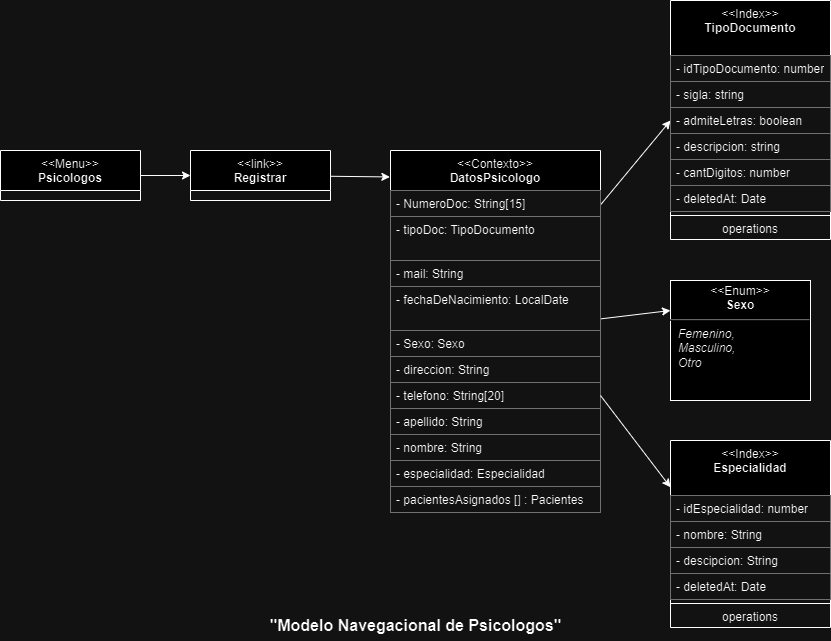 <<Menu>>
Psicologos
<<link>>
Registrar
<<Contexto>>
DatosPsicologo
- NumeroDoc: String[15]
- tipoDoc: TipoDocumento
- mail: String
- fechaDeNacimiento: LocalDate
- Sexo: Sexo
- direccion: String
- telefono: String[20]
- apellido: String
- nombre: String
- especialidad: Especialidad
- pacientesAsignados [] : Pacientes
<<Index>>
TipoDocumento
- idTipoDocumento: number
- sigla: string
- admiteLetras: boolean
- descripcion: string
- cantDigitos: number
- deletedAt: Date
operations
<<Enum>>
Sexo
Femenino,
Masculino,
Otro
<<Index>>
Especialidad
- idEspecialidad: number
- nombre: String
- descipcion: String
- deletedAt: Date
operations
"Modelo Navegacional de Psicologos"